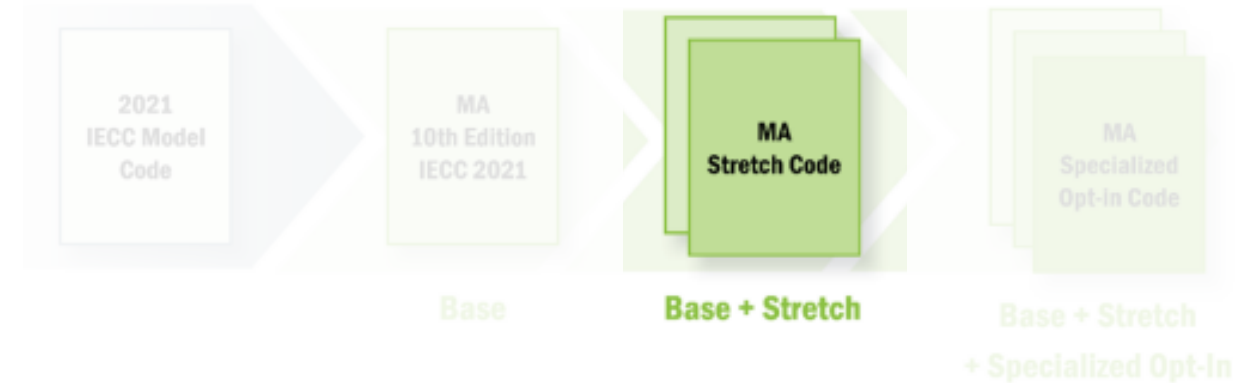 2021
IECC Model
Code
MA
10th Edition
IECC 2021
MA
Stretch Code
MA
Specialized
Opt-in Code
Base
Base + Stretch
Base + Stretch
+ Specialized Opt-In